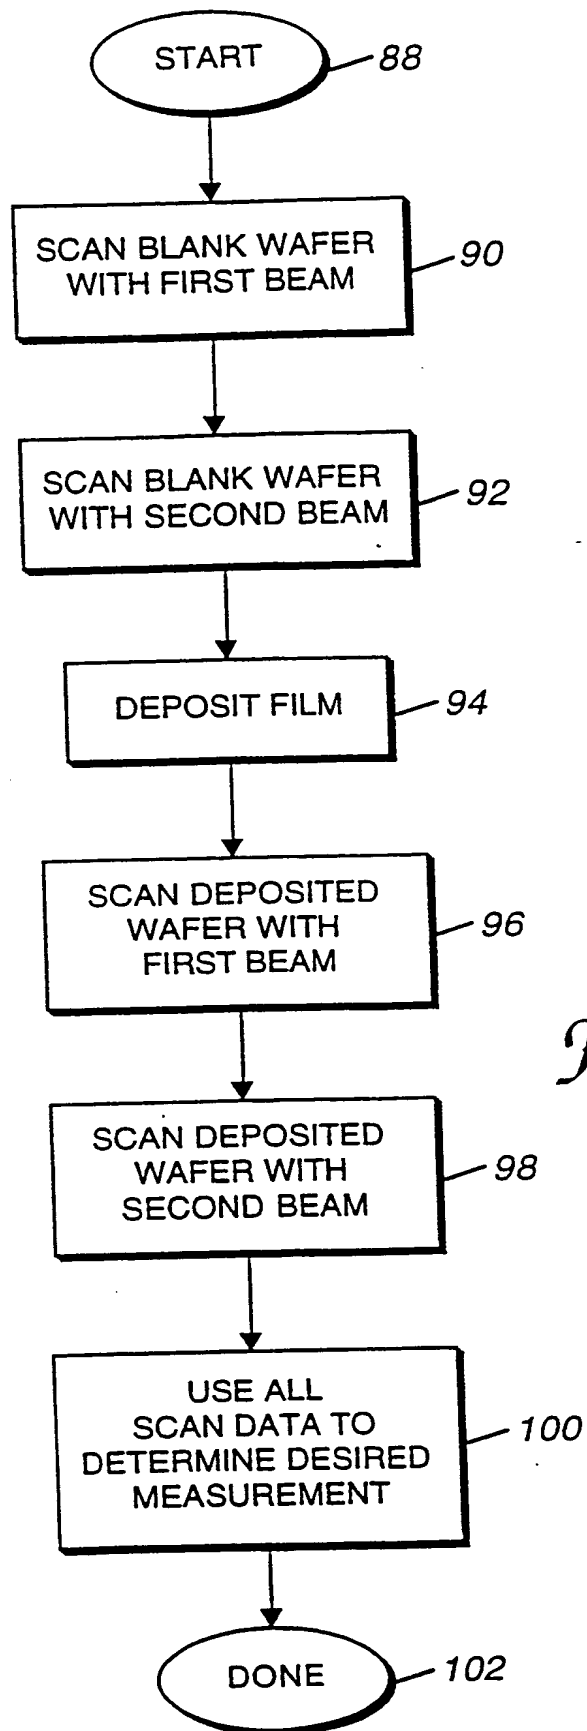 START
88
SCAN BLANK WAFER
WITH FIRST BEAM
90
SCAN BLANK WAFER
WITH SECOND BEAM
92
DEPOSIT FILM
94
SCAN DEPOSITED
WAFER WITH
FIRST BEAM
96
SCAN DEPOSITED
WAFER WITH
SECOND BEAM
98
USE ALL
SCAN DATA TO
DETERMINE DESIRED
MEASUREMENT
100
DONE
102